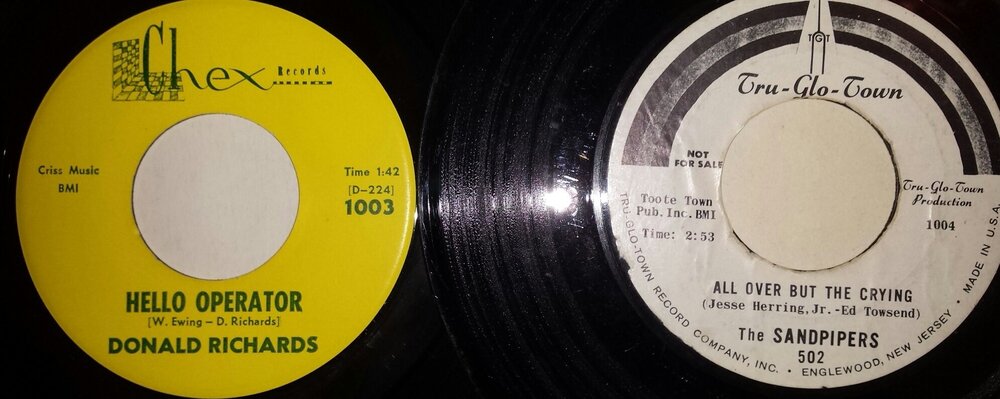 Chex Records
Criss Music
BMI
Time 1:42
[D-224]
1003
HELLO OPERATOR
[W. Ewing – D. Richards]
DONALD RICHARDS
TGT
Tru-Glo-Town
NOT
FOR SALE
Toote Town
Pub. Inc. BMI
Time: 2:53
Tru-Glo-Town
Production
1004
ALL OVER BUT THE CRYING
(Jesse Herring, Jr. -Ed Towsend)
The SANDPIPERS
502
TRU-GLO-TOWN RECORD COMPANY, INC. • ENGLEWOOD, NEW JERSEY • MADE IN U.S.A.